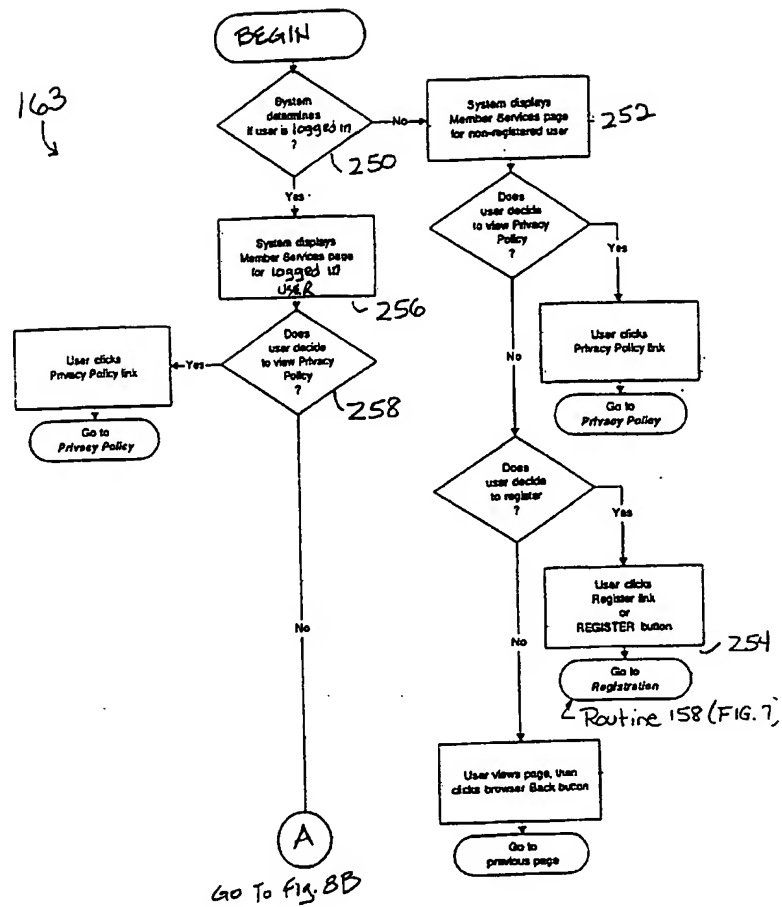 BEGIN
163
System
determines
if user is logged in
?
250
No
System displays
Member Services page
for non-registered user
252
Yes
System displays
Member Services page
for Logged in
USER
256
Does
user decide
to view Privacy
Policy
?
258
Yes
User clicks
Privacy Policy link
Go to
Privacy Policy
No
A
GO TO Fig. 8B
Does
user decide
to view Privacy
Policy
?
Yes
User clicks
Privacy Policy link
Go to
Privacy Policy
No
Does
user decide
to register
?
Yes
User clicks
Register link
or
REGISTER button
254
Go to
Registration
Routine 158 (FIG. 7)
No
User views page, then
clicks browser Back button
Go to
previous page